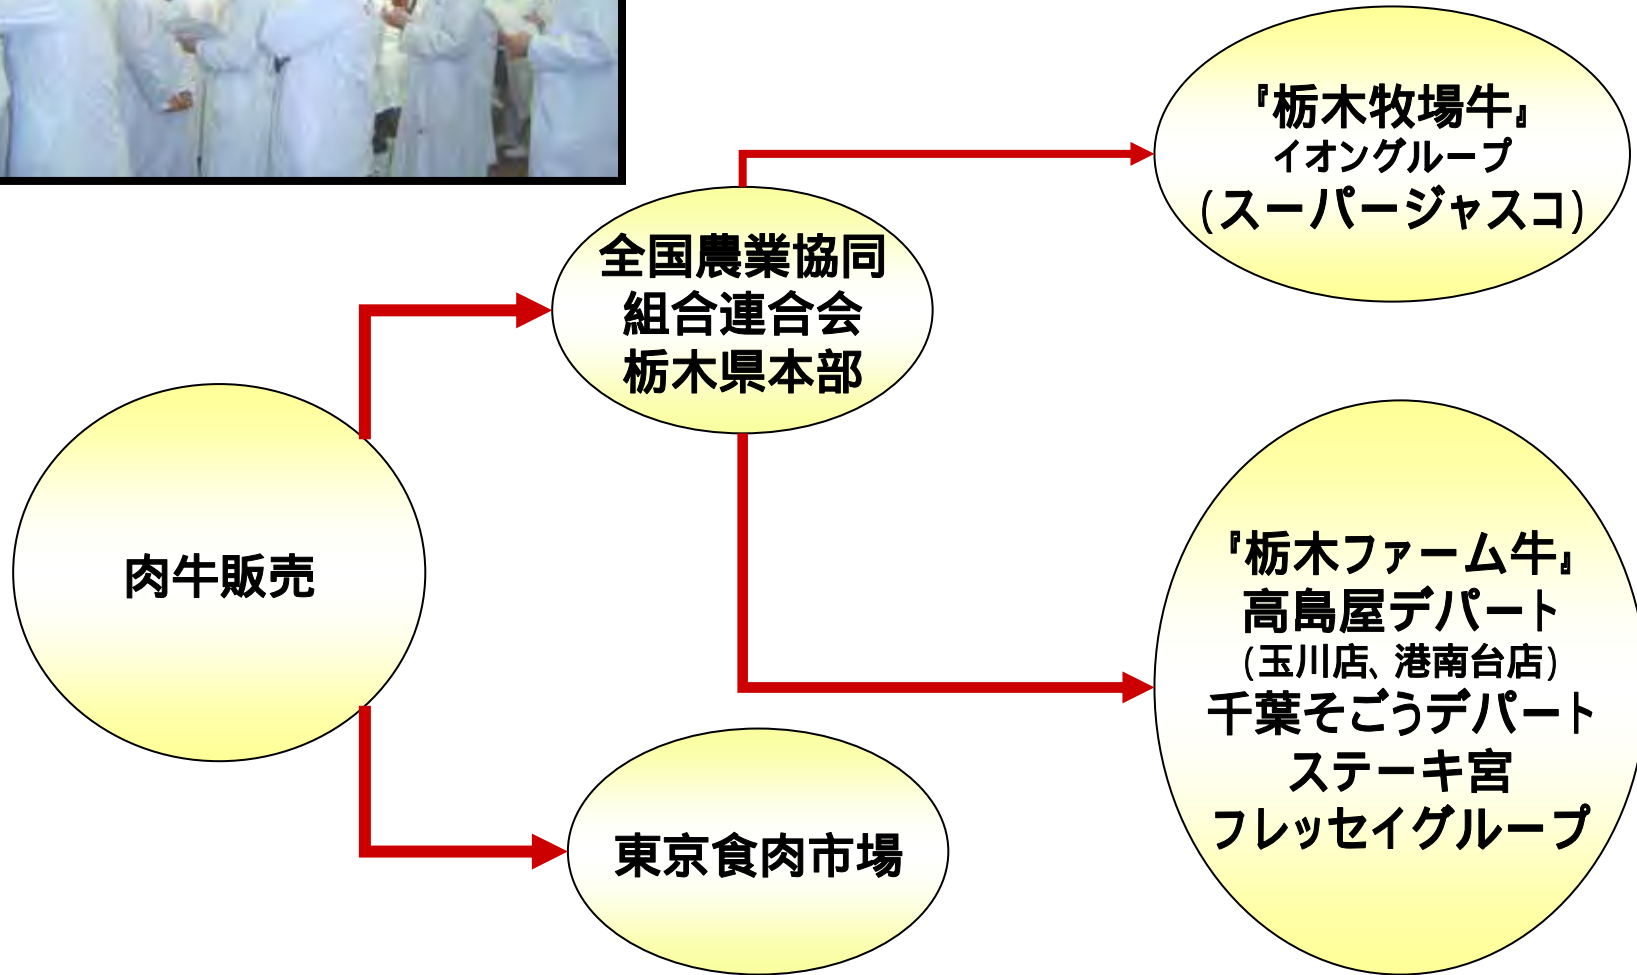 『栃木牧場牛』
イオングループ
(スーパージャスコ)
全国農業協同
組合連合会
栃木県本部
肉牛販売
『栃木ファーム牛』
高島屋デパート
(玉川店、港南台店)
千葉そごうデパート
ステーキ宮
フレッセイグループ
東京食肉市場